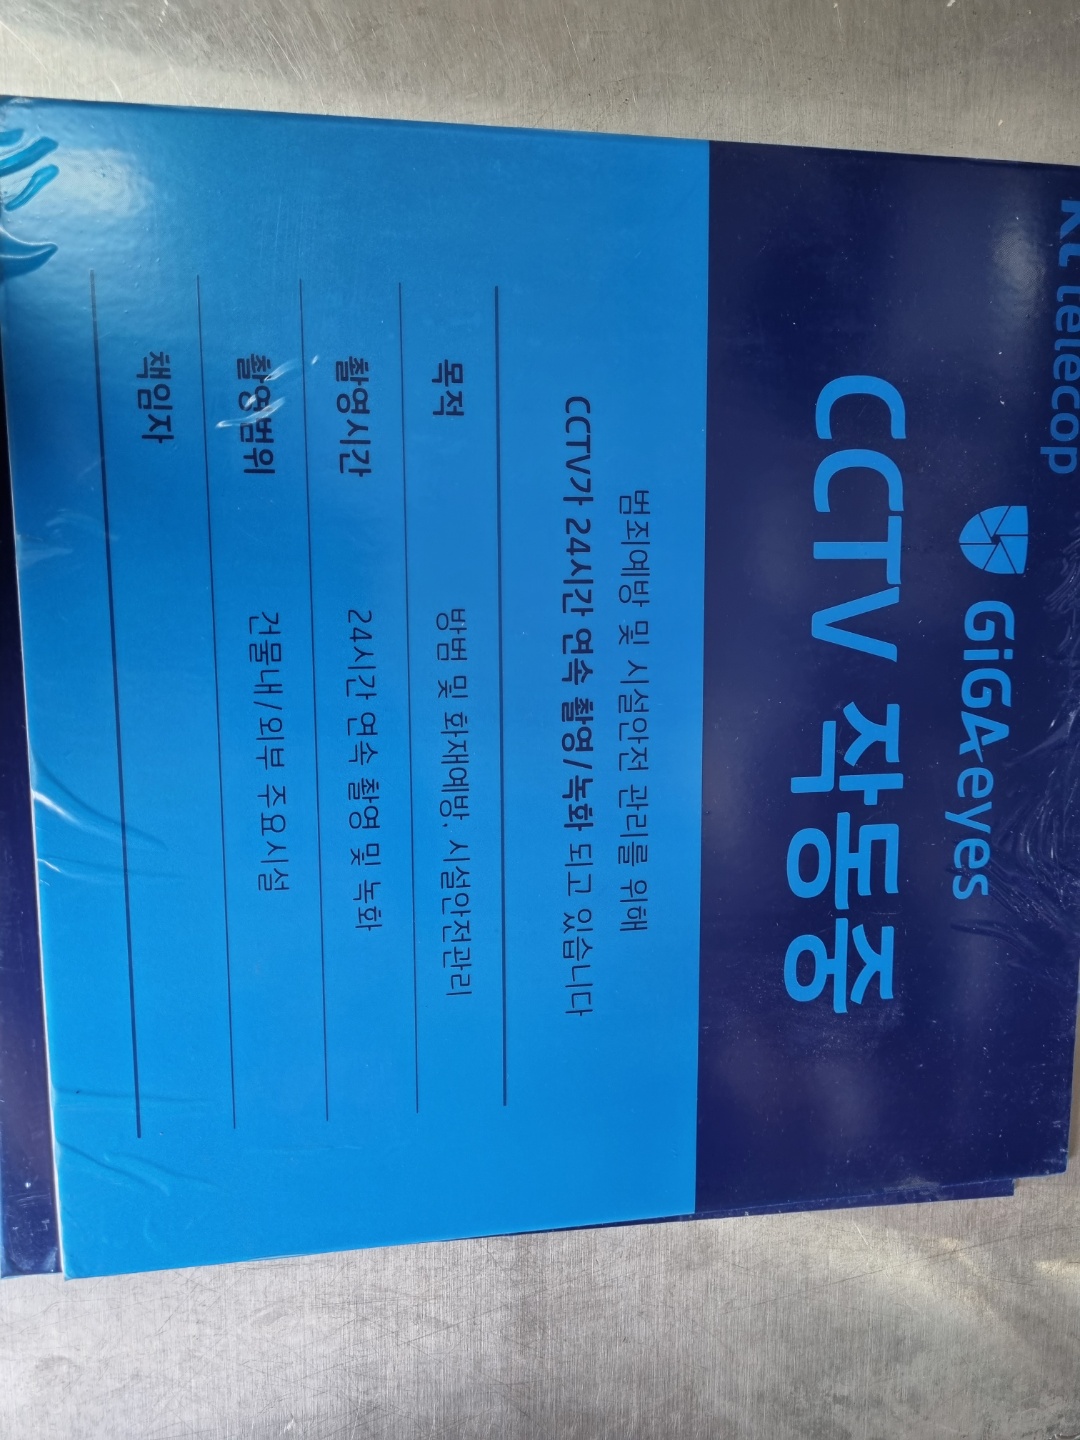 kt telecop
GiGAeyes
CCTV 작동중
범죄예방 및 시설안전 관리를 위해
CCTV가 24시간 연속 촬영/녹화 되고 있습니다
목적 방범 및 화재예방, 시설안전관리
촬영시간 24시간 연속 촬영 및 녹화
촬영범위 건물내/외부 주요시설
책임자